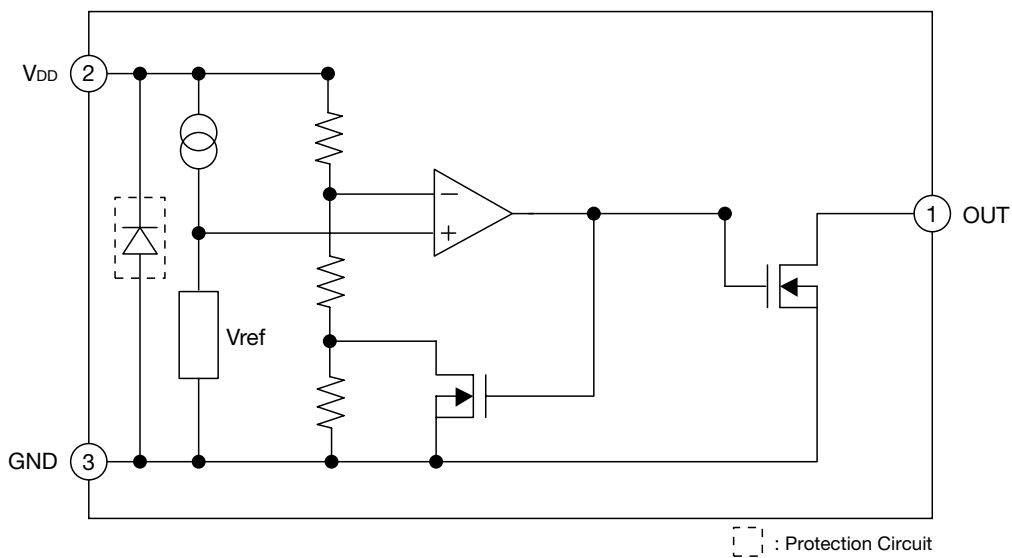 VDD 2
−
+
1 OUT
Vref
GND 3
: Protection Circuit